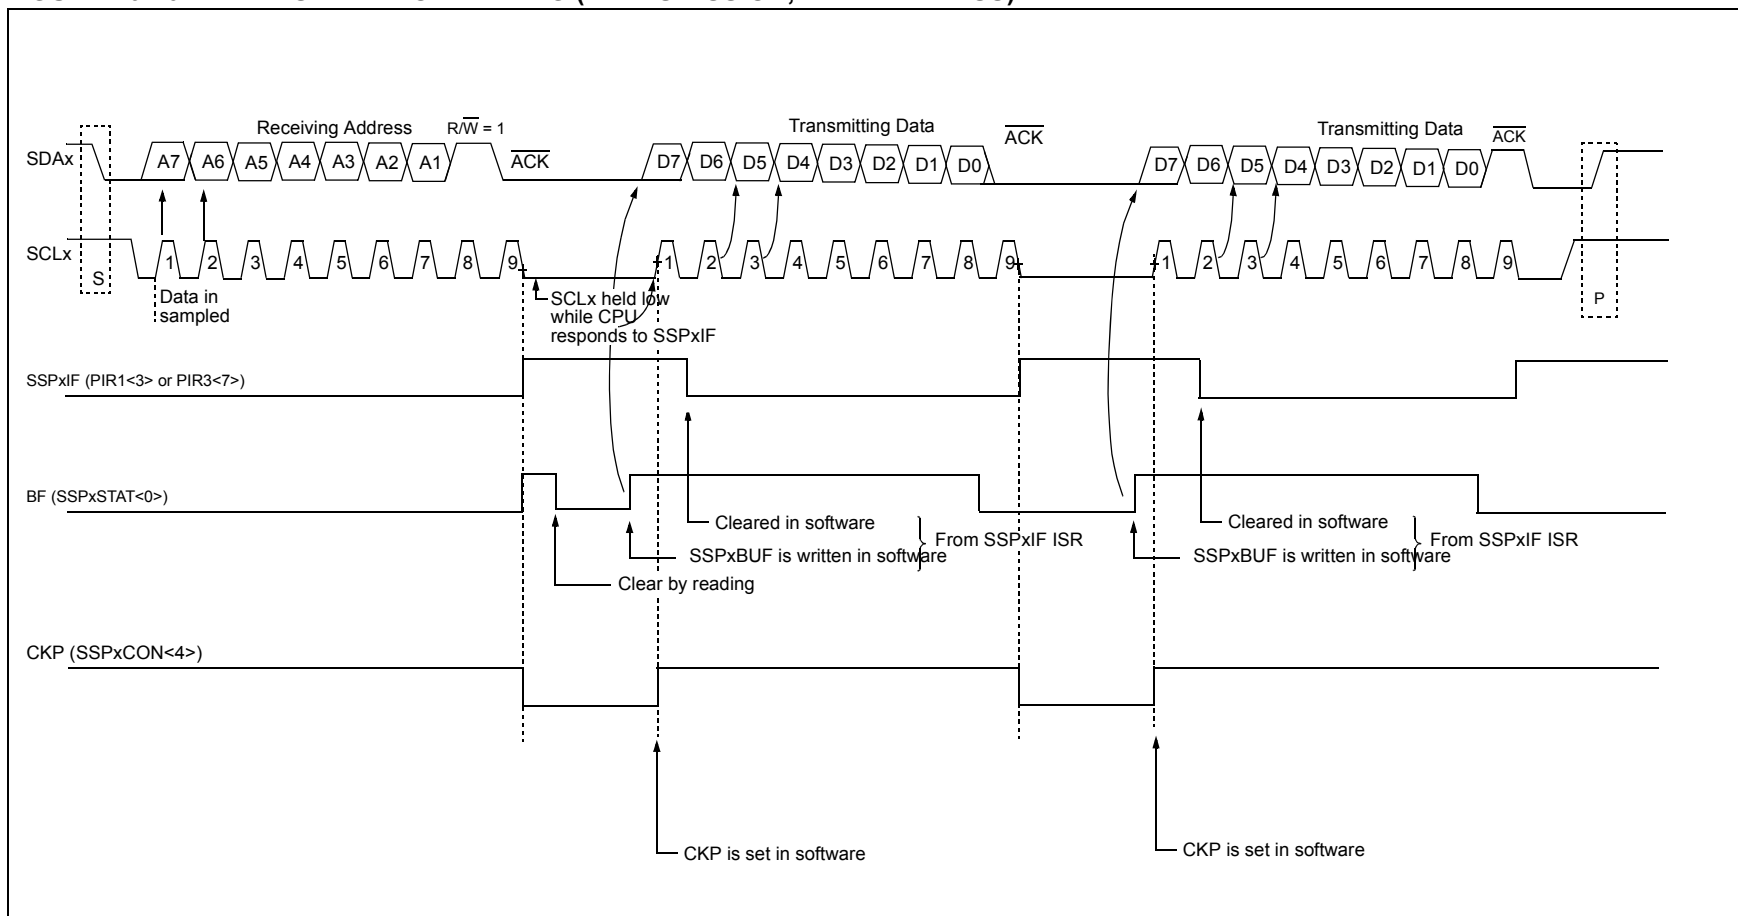 Receiving Address R/W = 1 Transmitting Data ACK Transmitting Data ACK
SDAx A7 A6 A5 A4 A3 A2 A1 ACK D7 D6 D5 D4 D3 D2 D1 D0 D7 D6 D5 D4 D3 D2 D1 D0
SCLx 1 2 3 4 5 6 7 8 9 1 2 3 4 5 6 7 8 9 1 2 3 4 5 6 7 8 9
S
P
Data in
sampled
SCLx held low
while CPU
responds to SSPxIF
SSPxIF (PIR1<3> or PIR3<7>)
BF (SSPxSTAT<0>)
Cleared in software
SSPxBUF is written in software
From SSPxIF ISR
Clear by reading
Cleared in software
SSPxBUF is written in software
From SSPxIF ISR
CKP (SSPxCON<4>)
CKP is set in software
CKP is set in software